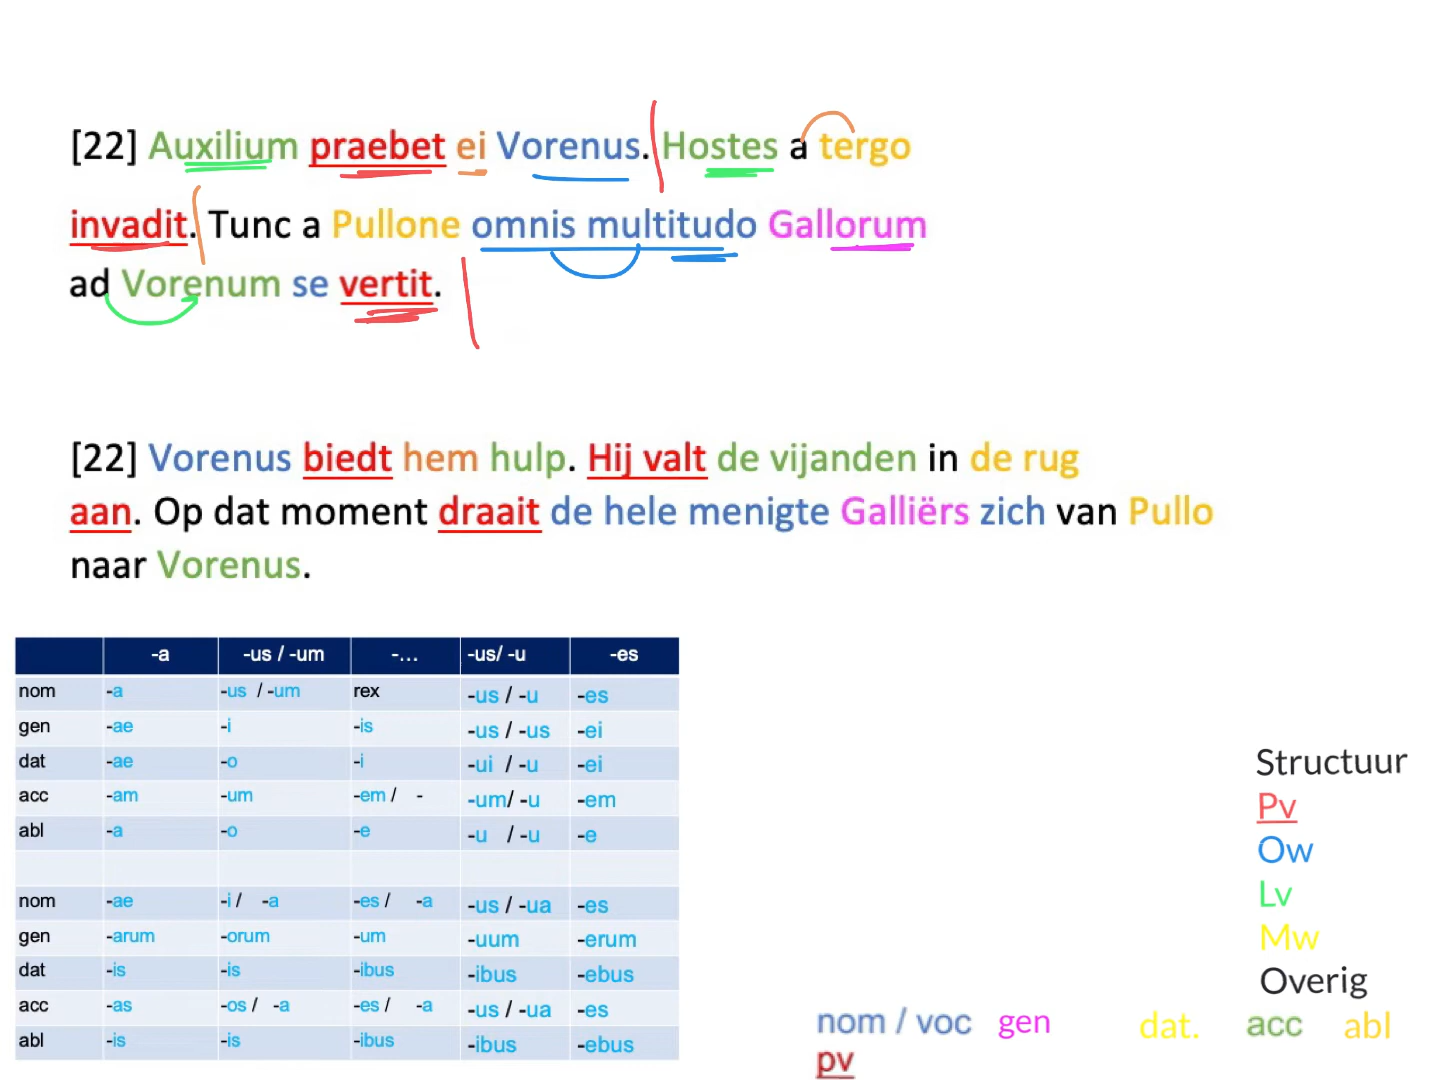 [22] Auxilium praebet ei Vorenus. Hostes a tergo
invadit. Tunc a Pullone omnis multitudo Gallorum
ad Vorenum se vertit.
[22] Vorenus biedt hem hulp. Hij valt de vijanden in de rug
aan. Op dat moment draait de hele menigte Galliërs zich van Pullo
naar Vorenus.
-a -us / -um -... -us/ -u -es
nom -a -us / -um rex -us / -u -es
gen -ae -i -is -us / -us -ei
dat -ae -o -i -ui / -u -ei
acc -am -um -em / - -um/ -u -em
abl -a -o -e -u / -u -e
nom -ae -i / -a -es / -a -us / -ua -es
gen -arum -orum -um -uum -erum
dat -is -is -ibus -ibus -ebus
acc -as -os / -a -es / -a -us / -ua -es
abl -is -is -ibus -ibus -ebus
Structuur
Pv
Ow
Lv
Mw
Overig
nom / voc gen dat. acc abl
pv